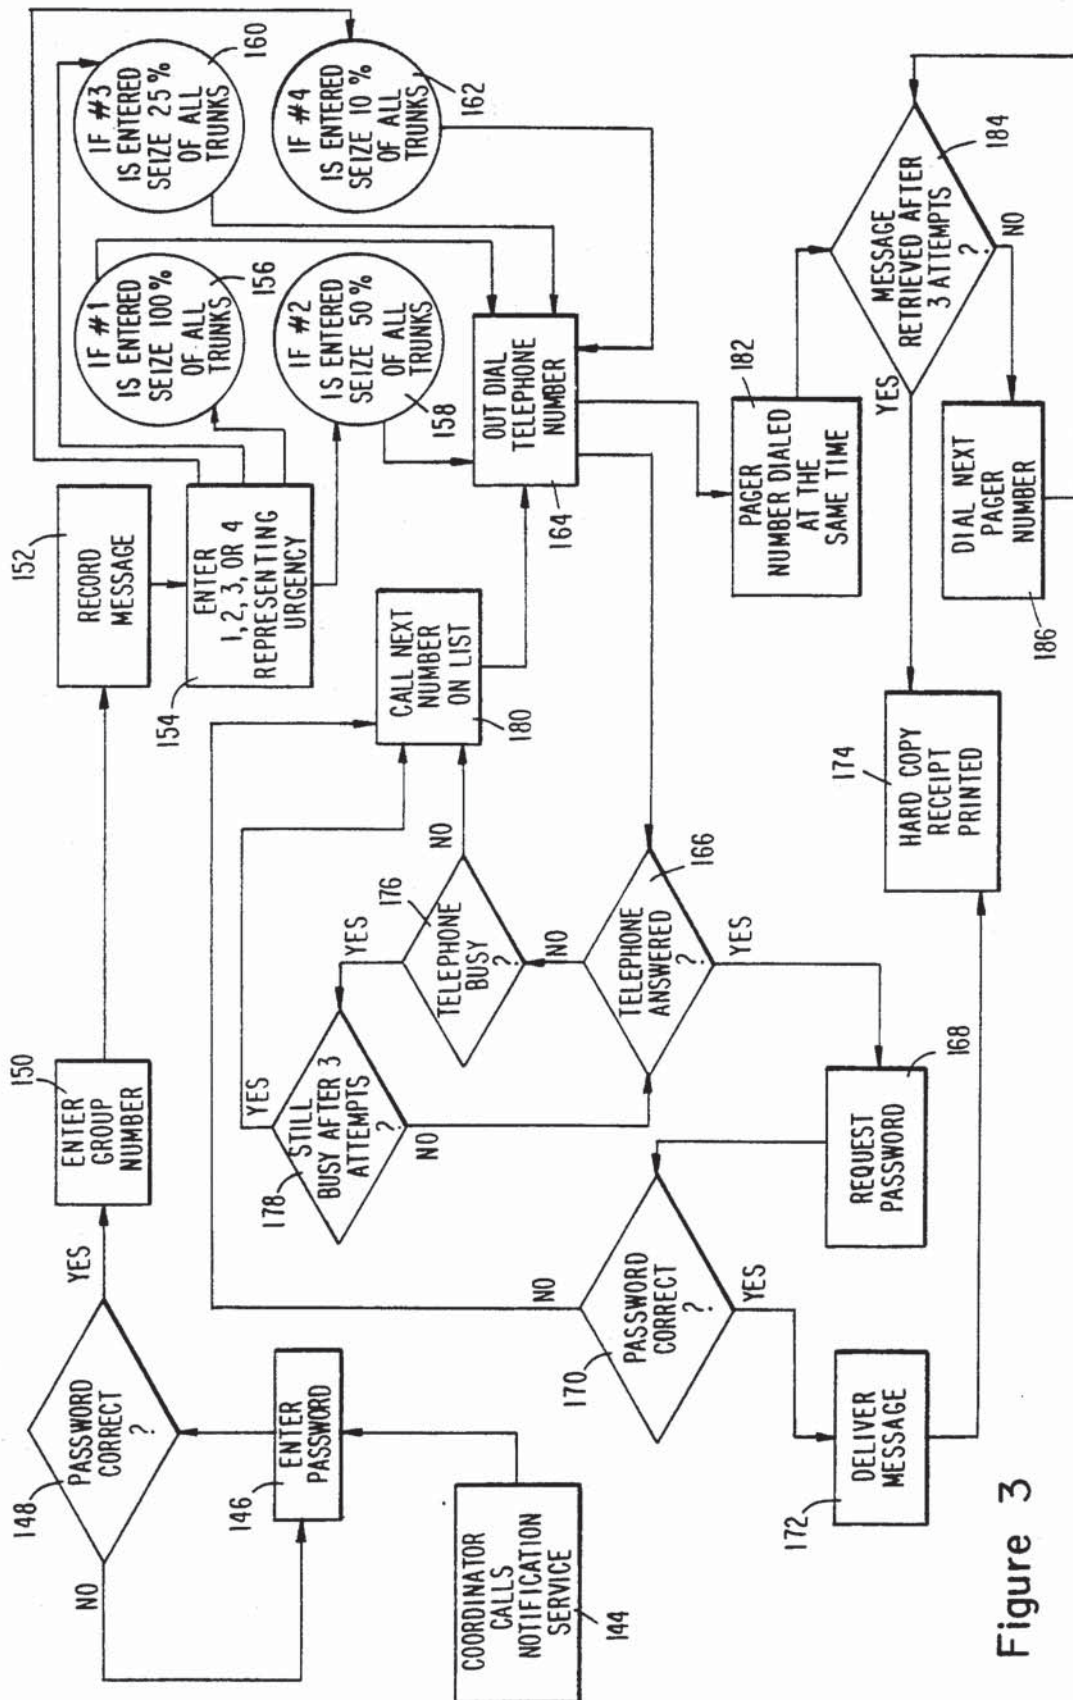 COORDINATOR
CALLS
NOTIFICATION
SERVICE
144
146
ENTER
PASSWORD
148
PASSWORD
CORRECT
?
NO
YES
150
ENTER
GROUP
NUMBER
152
RECORD
MESSAGE
154
ENTER
1, 2, 3, OR 4
REPRESENTING
URGENCY
IF #1
IS ENTERED
SEIZE 100%
OF ALL
TRUNKS
156
IF #2
IS ENTERED
SEIZE 50%
OF ALL
TRUNKS
158
IF #3
IS ENTERED
SEIZE 25%
OF ALL
TRUNKS
160
IF #4
IS ENTERED
SEIZE 10%
OF ALL
TRUNKS
162
OUT DIAL
TELEPHONE
NUMBER
164
CALL NEXT
NUMBER
ON LIST
180
TELEPHONE
BUSY
?
176
YES
NO
STILL
BUSY AFTER 3
ATTEMPTS
?
178
YES
NO
TELEPHONE
ANSWERED
?
166
NO
YES
REQUEST
PASSWORD
168
PASSWORD
CORRECT
?
170
NO
YES
DELIVER
MESSAGE
172
HARD COPY
RECEIPT
PRINTED
174
182
PAGER
NUMBER DIALED
AT THE
SAME TIME
MESSAGE
RETRIEVED AFTER
3 ATTEMPTS
?
184
YES
NO
DIAL NEXT
PAGER
NUMBER
186
Figure 3